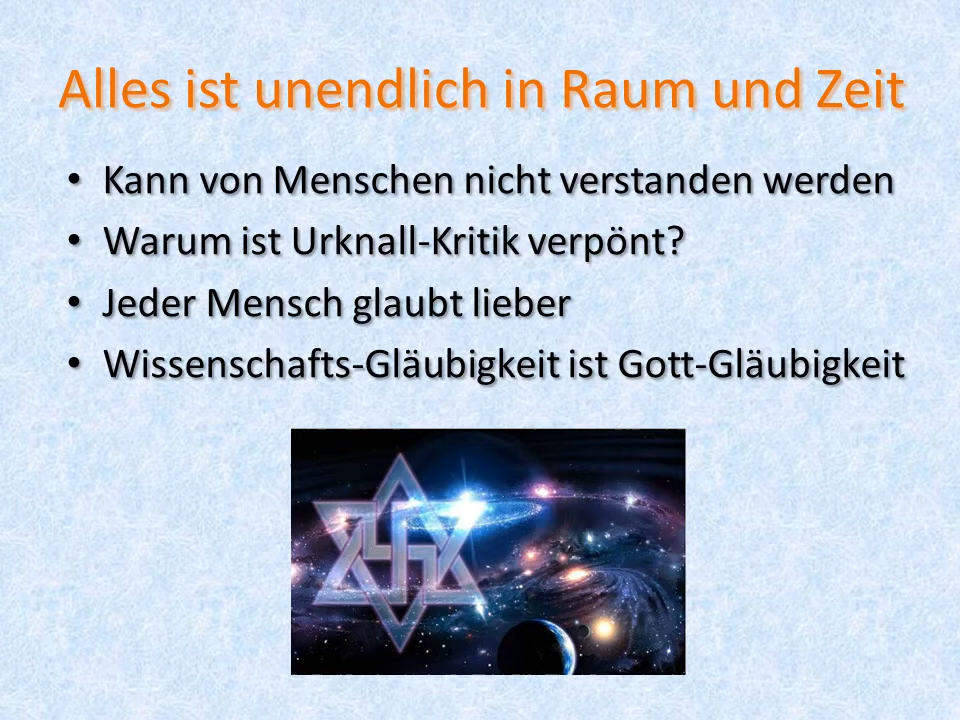 Alles ist unendlich in Raum und Zeit
• Kann von Menschen nicht verstanden werden
• Warum ist Urknall-Kritik verpönt?
• Jeder Mensch glaubt lieber
• Wissenschafts-Gläubigkeit ist Gott-Gläubigkeit